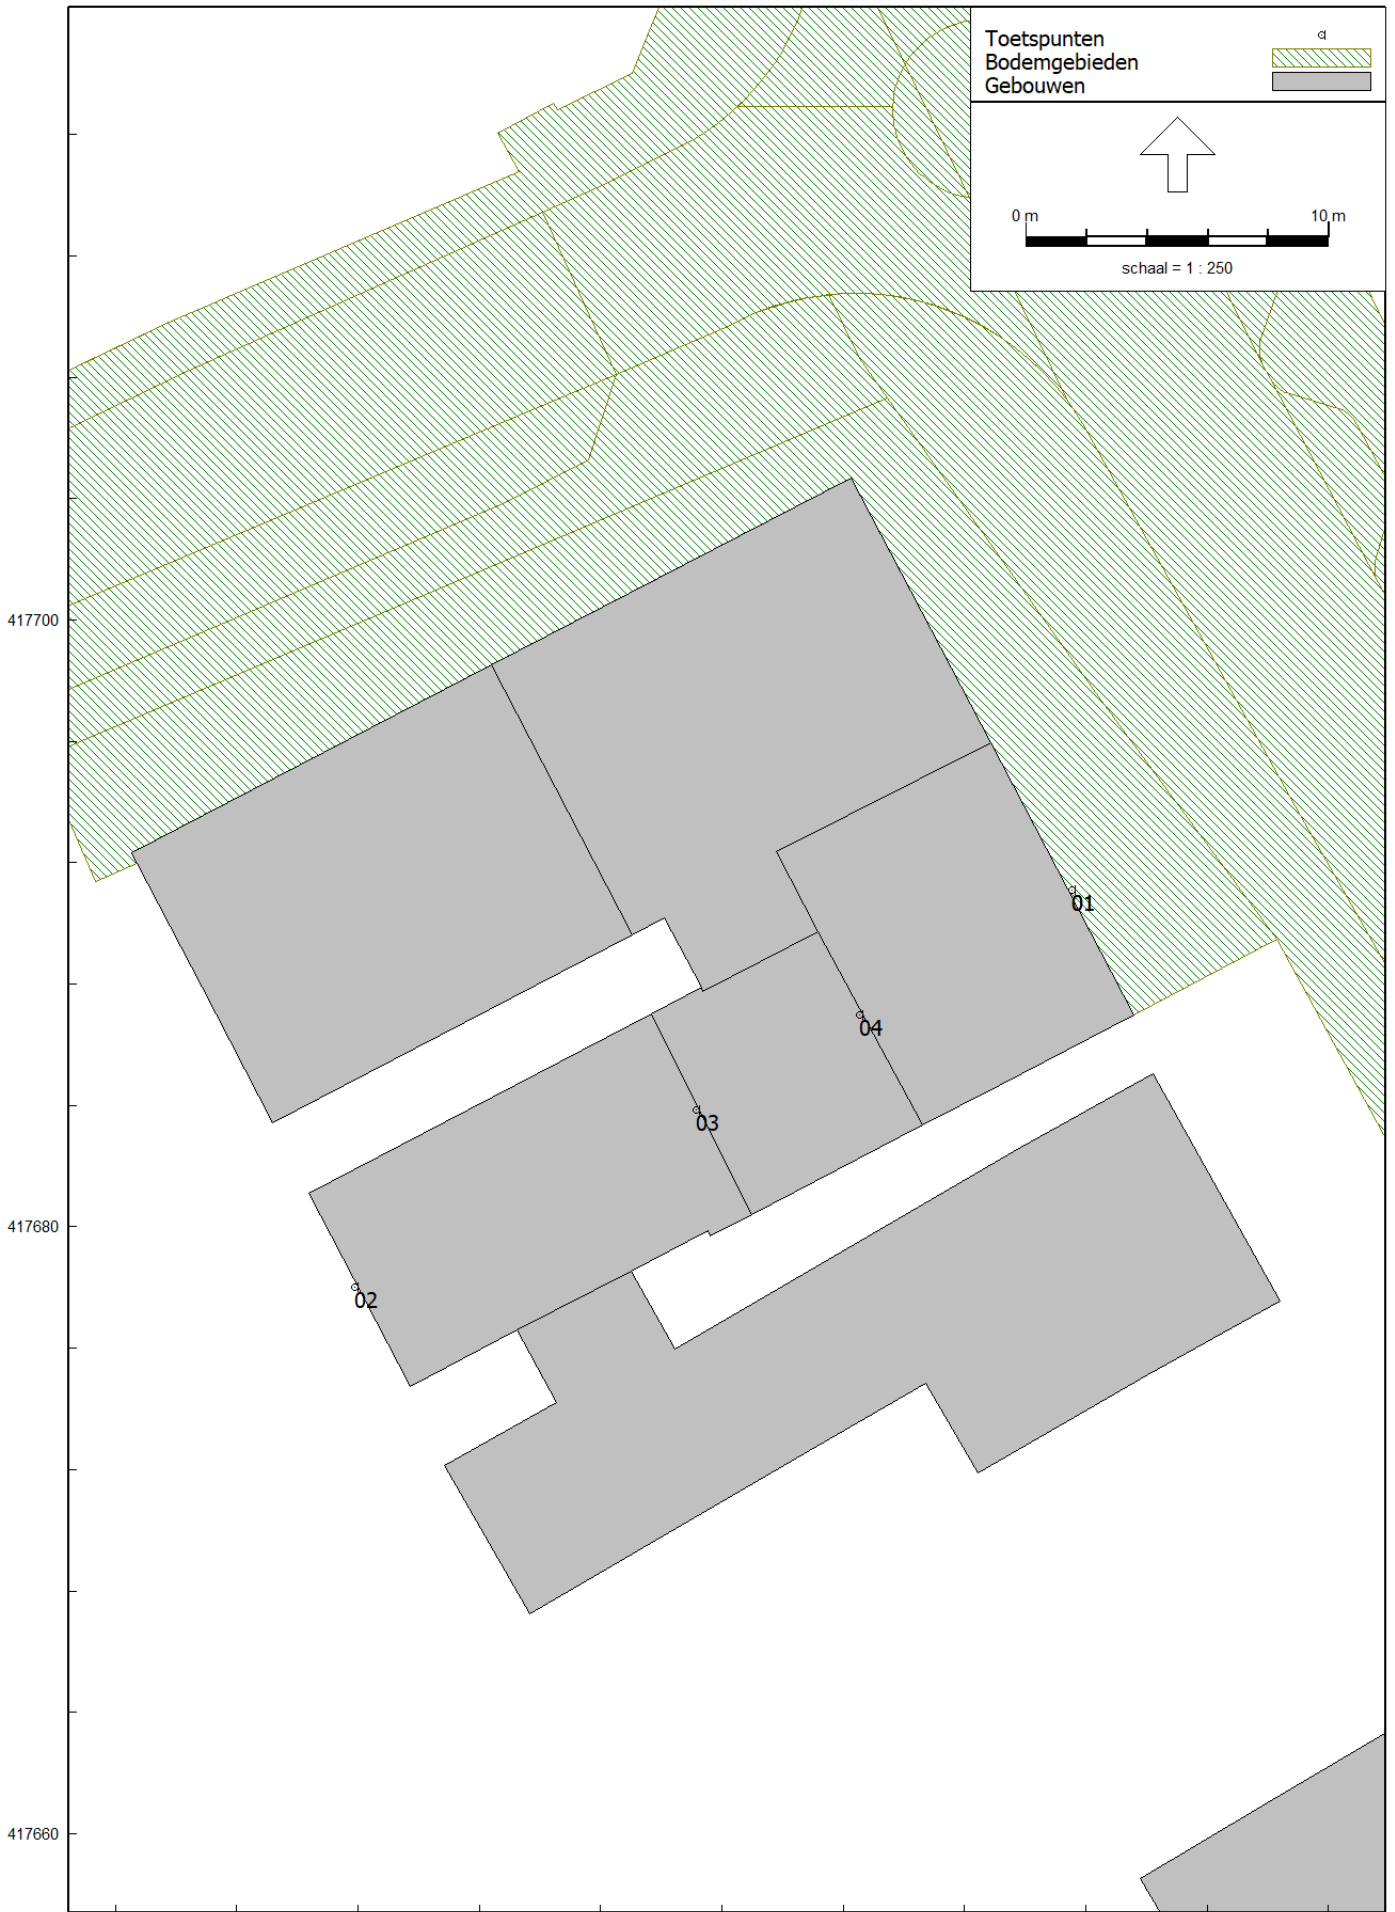 Toetspunten
Bodemgebieden
Gebouwen
0 m 10 m
schaal = 1 : 250
417700
01
04
03
417680
02
417660